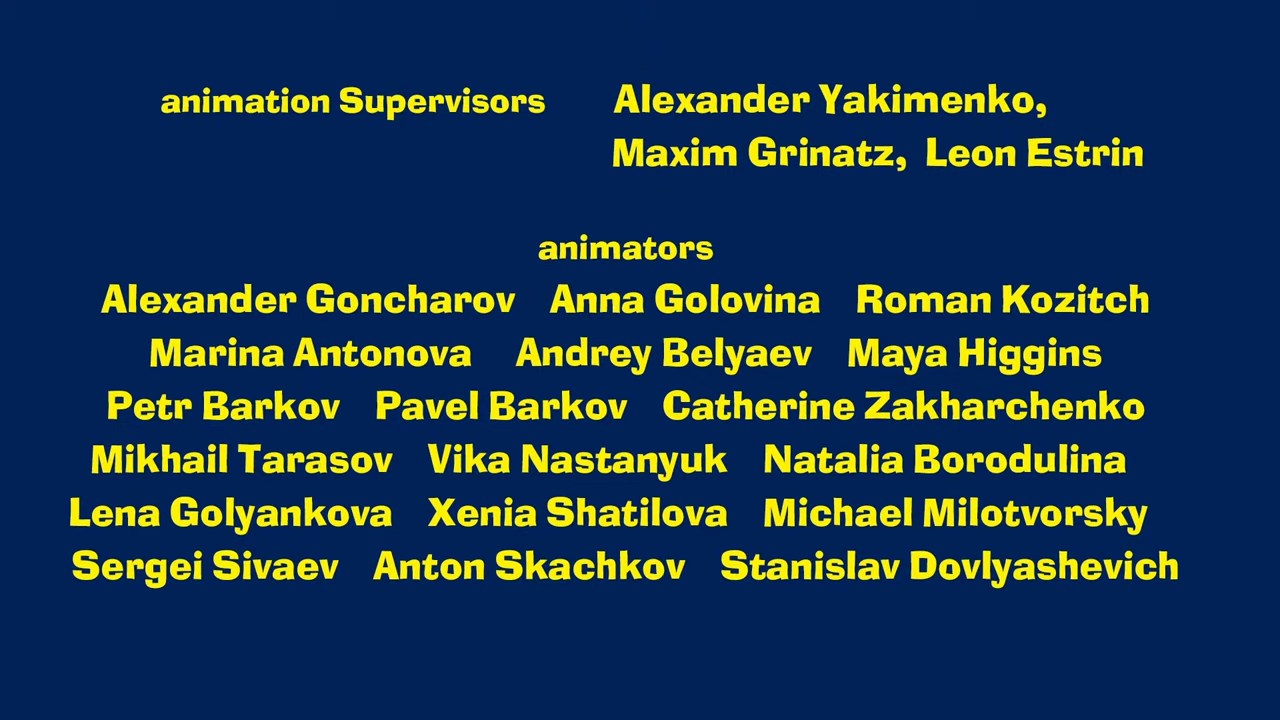 animation Supervisors Alexander Yakimenko,
Maxim Grinatz, Leon Estrin
animators
Alexander Goncharov Anna Golovina Roman Kozitch
Marina Antonova Andrey Belyaev Maya Higgins
Petr Barkov Pavel Barkov Catherine Zakharchenko
Mikhail Tarasov Vika Nastanyuk Natalia Borodulina
Lena Golyankova Xenia Shatilova Michael Milotvorsky
Sergei Sivaev Anton Skachkov Stanislav Dovlyashevich